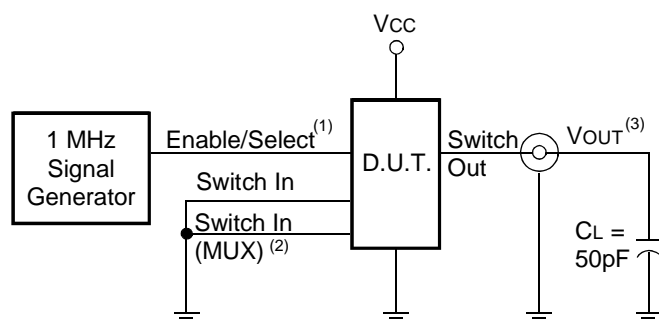 VCC
1 MHz
Signal
Generator
Enable/Select(1)
D.U.T.
Switch
Out
VOUT(3)
Switch In
Switch In
(MUX) (2)
CL =
50pF